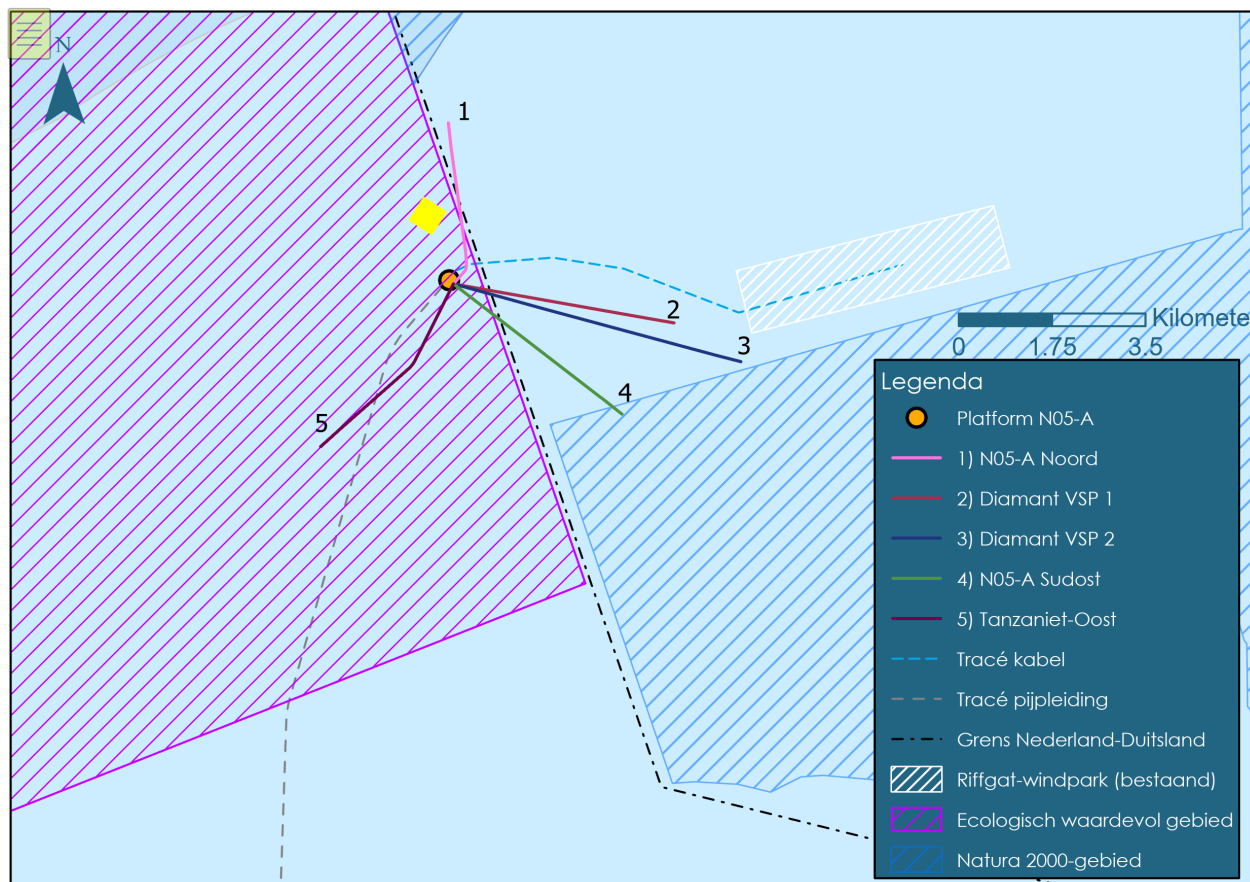 N
1
2
3
4
5
Kilomete
0 1.75 3.5
Legenda
Platform N05-A
1) N05-A Noord
2) Diamant VSP 1
3) Diamant VSP 2
4) N05-A Sudost
5) Tanzaniet-Oost
Tracé kabel
Tracé pijpleiding
Grens Nederland-Duitsland
Riffgat-windpark (bestaand)
Ecologisch waardevol gebied
Natura 2000-gebied